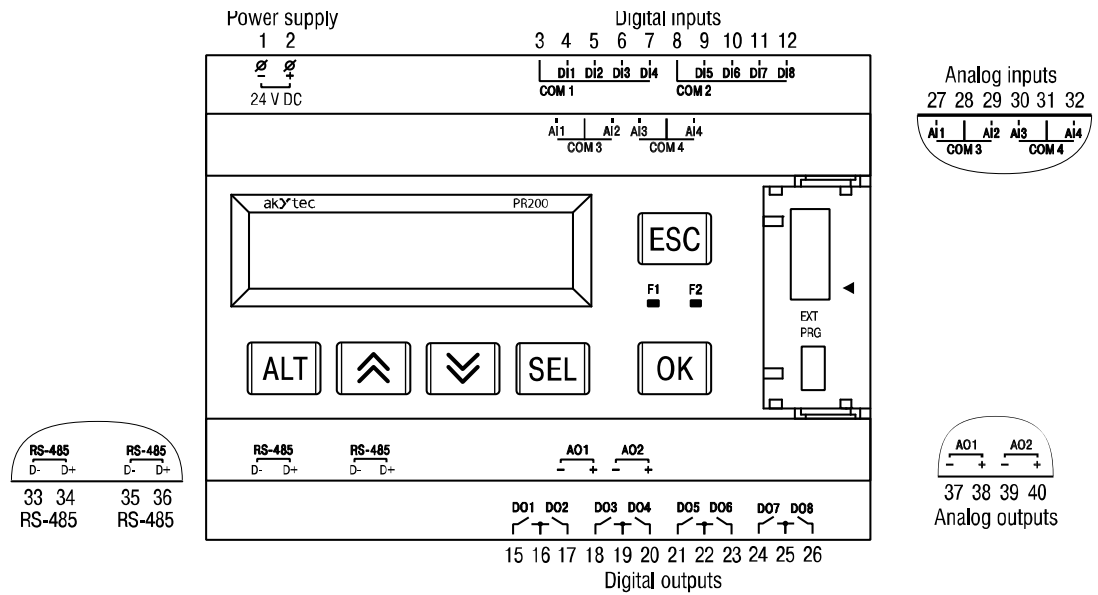 Power supply
1 2
- +
24 V DC
Digital inputs
3 4 5 6 7 8 9 10 11 12
DI1 DI2 DI3 DI4 DI5 DI6 DI7 DI8
COM 1 COM 2
AI1 AI2 AI3 AI4
COM 3 COM 4
Analog inputs
27 28 29 30 31 32
AI1 AI2 AI3 AI4
COM 3 COM 4
akYtec PR200
ESC
F1 F2
EXT
PRG
ALT SEL OK
RS-485 RS-485
D- D+ D- D+
33 34 35 36
RS-485 RS-485
RS-485 RS-485
D- D+ D- D+
AO1 AO2
- + - +
AO1 AO2
- + - +
37 38 39 40
Analog outputs
DO1 DO2 DO3 DO4 DO5 DO6 DO7 DO8
15 16 17 18 19 20 21 22 23 24 25 26
Digital outputs